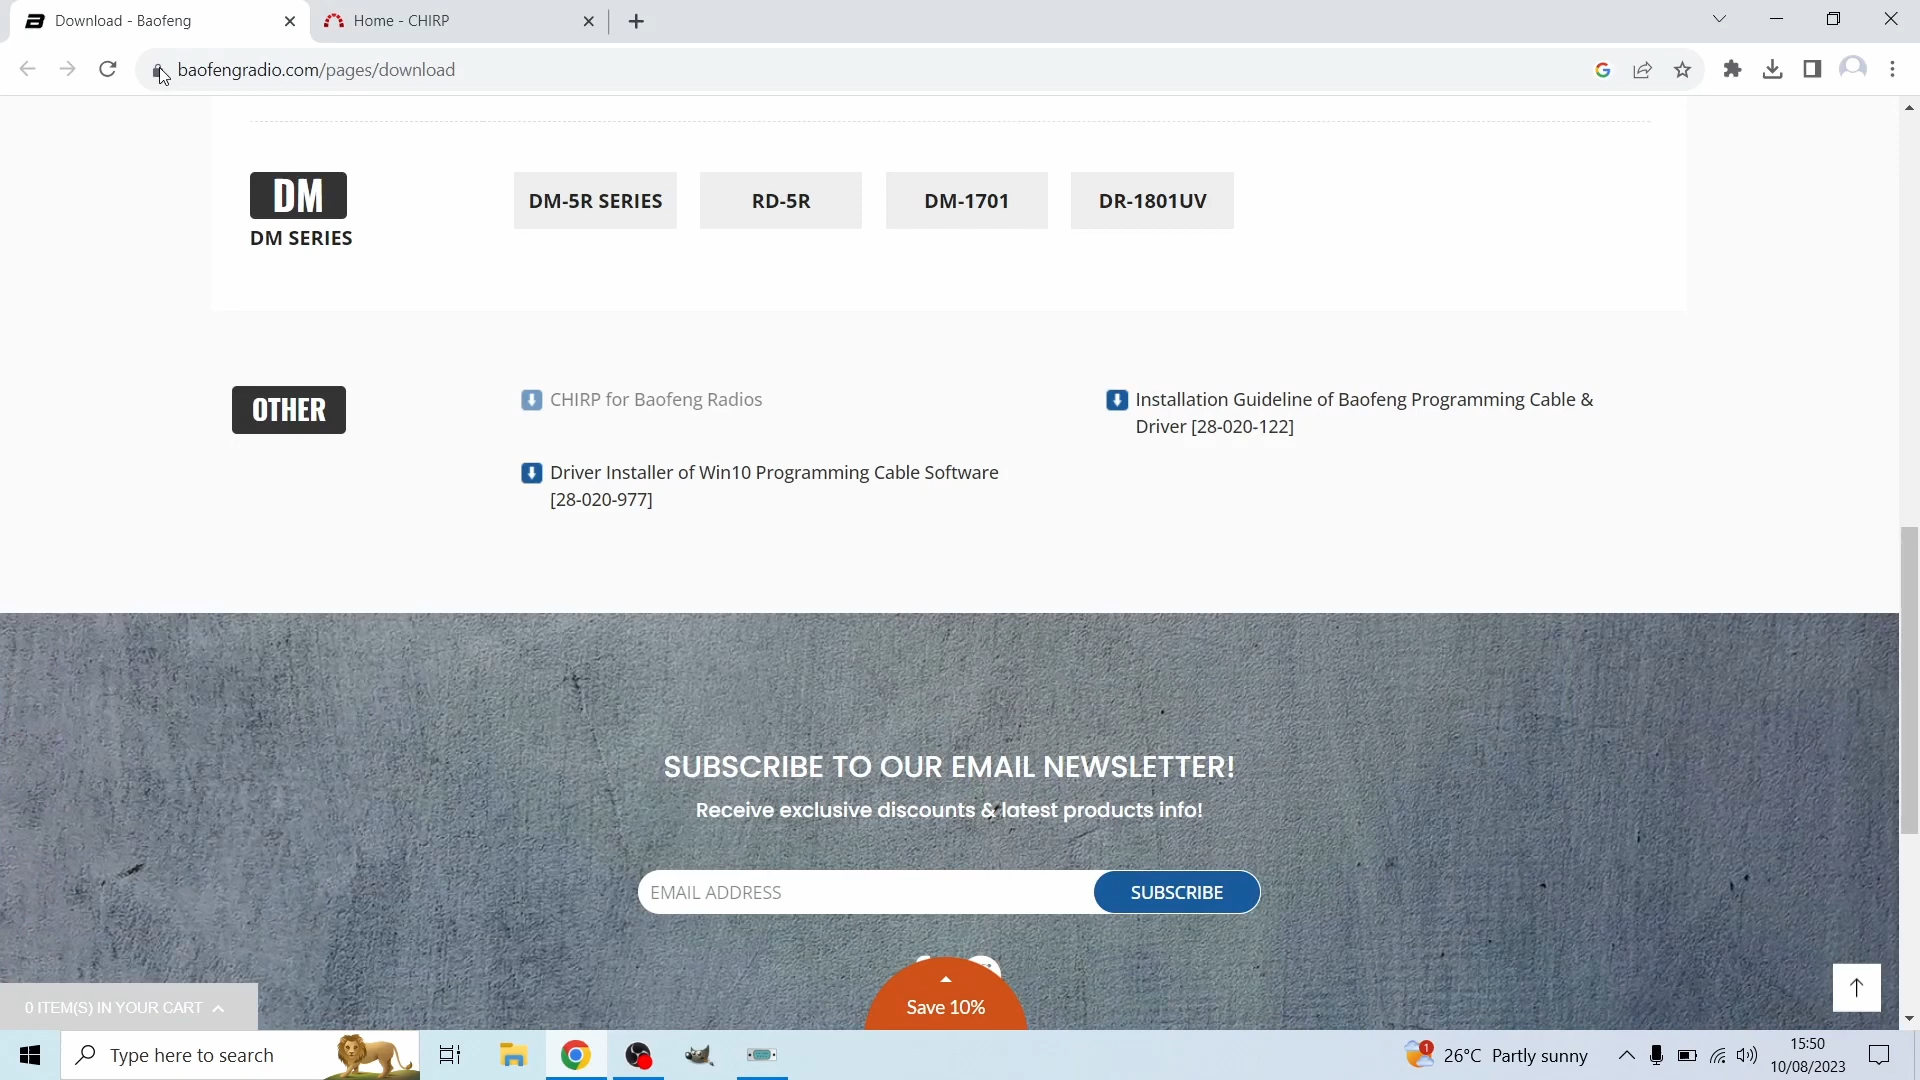 Download - Baofeng
Home - CHIRP
baofengradio.com/pages/download
DM
DM SERIES
DM-5R SERIES
RD-5R
DM-1701
DR-1801UV
OTHER
CHIRP for Baofeng Radios
Installation Guideline of Baofeng Programming Cable &
Driver [28-020-122]
Driver Installer of Win10 Programming Cable Software
[28-020-977]
SUBSCRIBE TO OUR EMAIL NEWSLETTER!
Receive exclusive discounts & latest products info!
EMAIL ADDRESS
SUBSCRIBE
0 ITEM(S) IN YOUR CART
Save 10%
Type here to search
1
26°C Partly sunny
15:50
10/08/2023